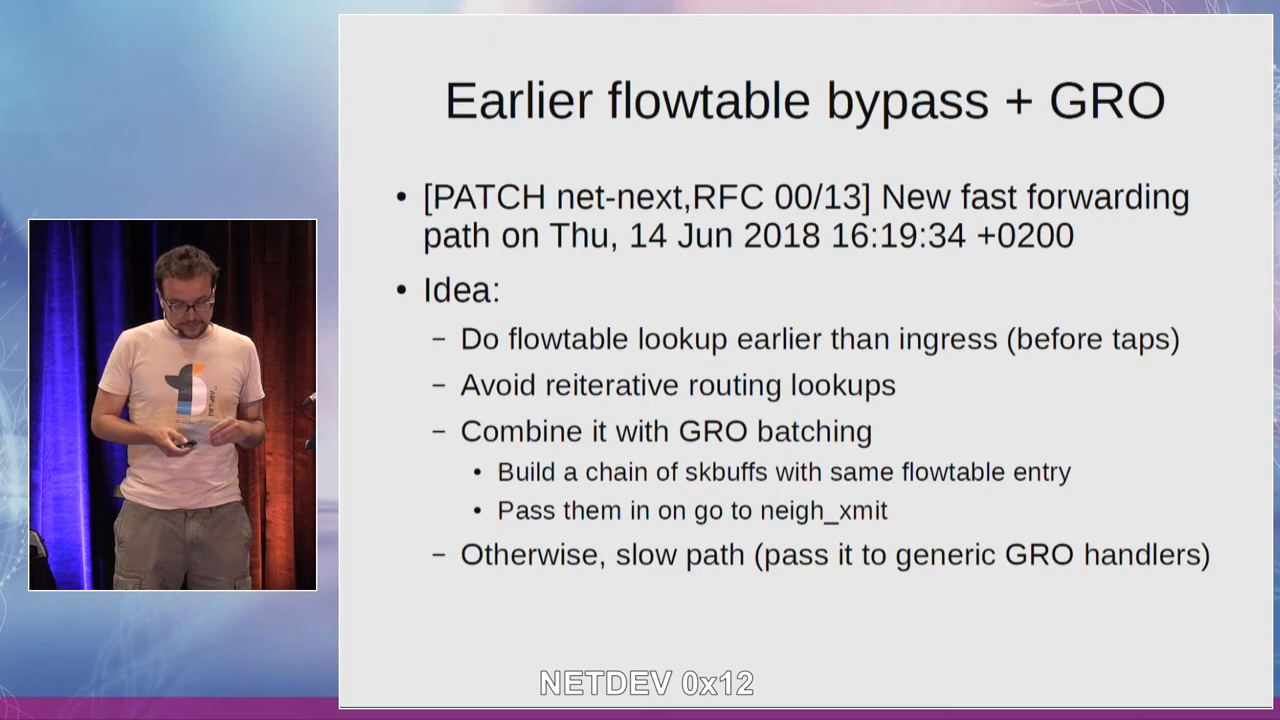 Earlier flowtable bypass + GRO
• [PATCH net-next,RFC 00/13] New fast forwarding
path on Thu, 14 Jun 2018 16:19:34 +0200
• Idea:
– Do flowtable lookup earlier than ingress (before taps)
– Avoid reiterative routing lookups
– Combine it with GRO batching
• Build a chain of skbuffs with same flowtable entry
• Pass them in on go to neigh_xmit
– Otherwise, slow path (pass it to generic GRO handlers)
NETDEV 0x12